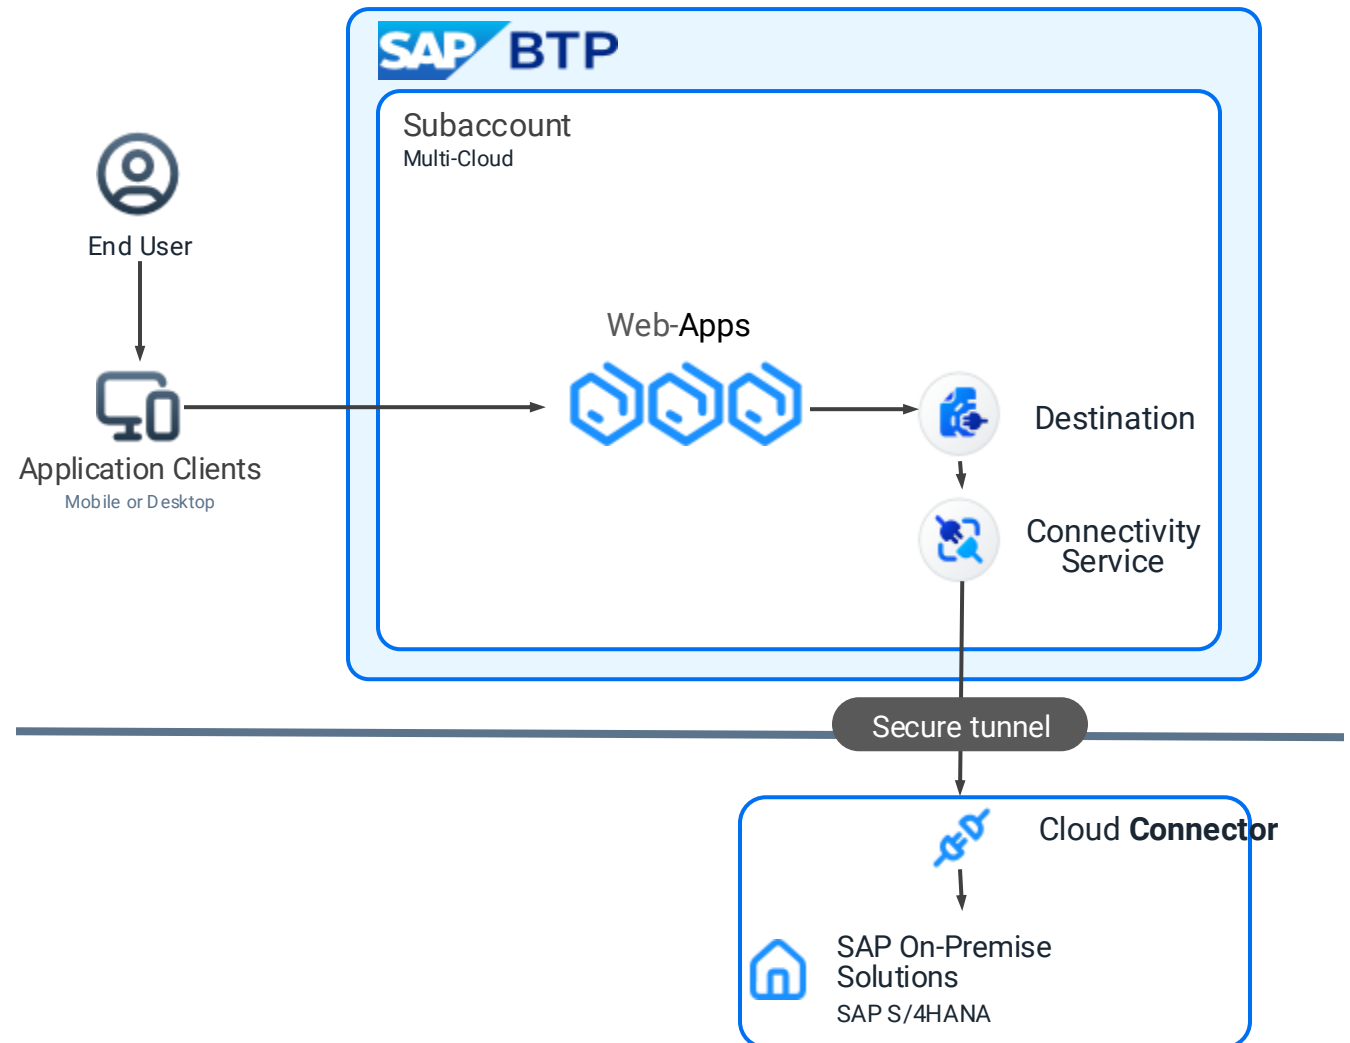 SAP BTP
Subaccount
Multi-Cloud
End User
Web-Apps
Application Clients
Mobile or Desktop
Destination
Connectivity
Service
Secure tunnel
Cloud Connector
SAP On-Premise
Solutions
SAP S/4HANA